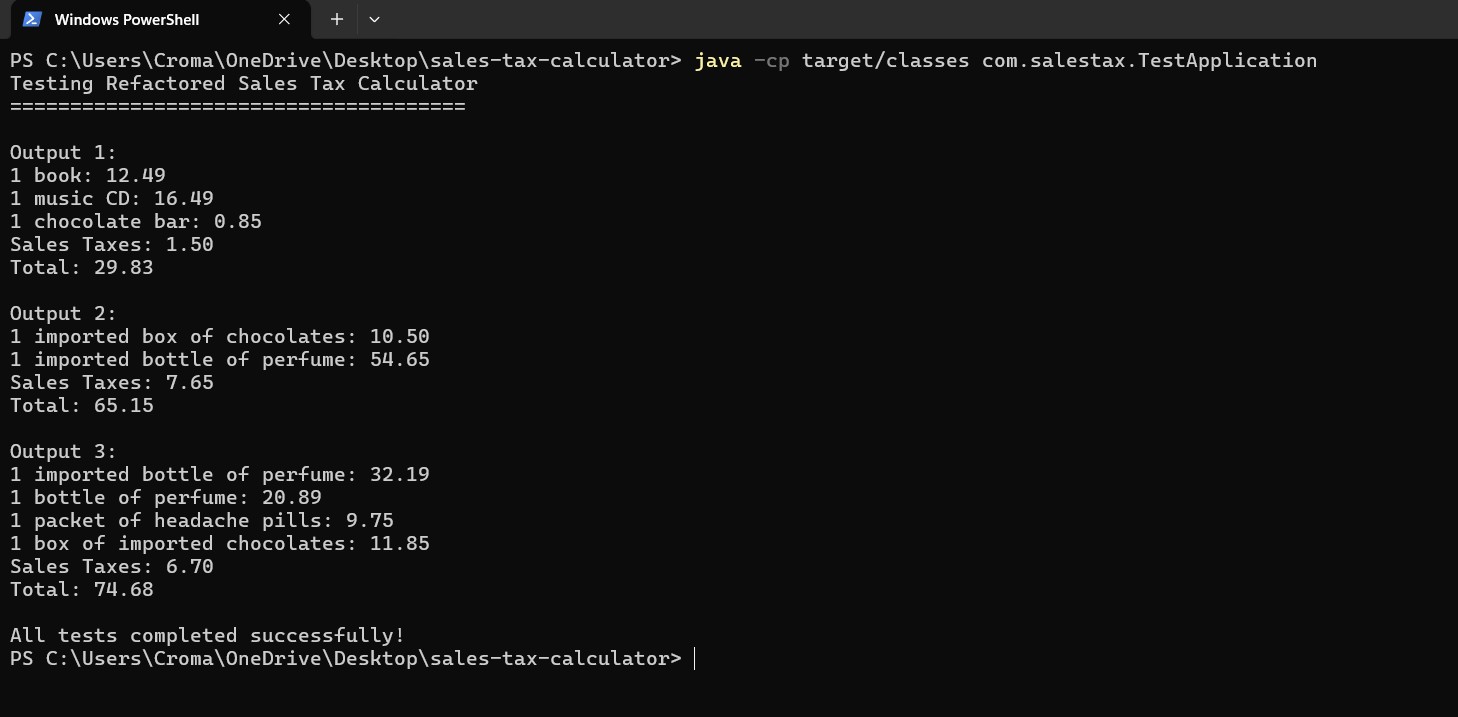 Windows PowerShell
PS C:\Users\Croma\OneDrive\Desktop\sales-tax-calculator> java -cp target/classes com.salestax.TestApplication
Testing Refactored Sales Tax Calculator
======================================
Output 1:
1 book: 12.49
1 music CD: 16.49
1 chocolate bar: 0.85
Sales Taxes: 1.50
Total: 29.83
Output 2:
1 imported box of chocolates: 10.50
1 imported bottle of perfume: 54.65
Sales Taxes: 7.65
Total: 65.15
Output 3:
1 imported bottle of perfume: 32.19
1 bottle of perfume: 20.89
1 packet of headache pills: 9.75
1 box of imported chocolates: 11.85
Sales Taxes: 6.70
Total: 74.68
All tests completed successfully!
PS C:\Users\Croma\OneDrive\Desktop\sales-tax-calculator>